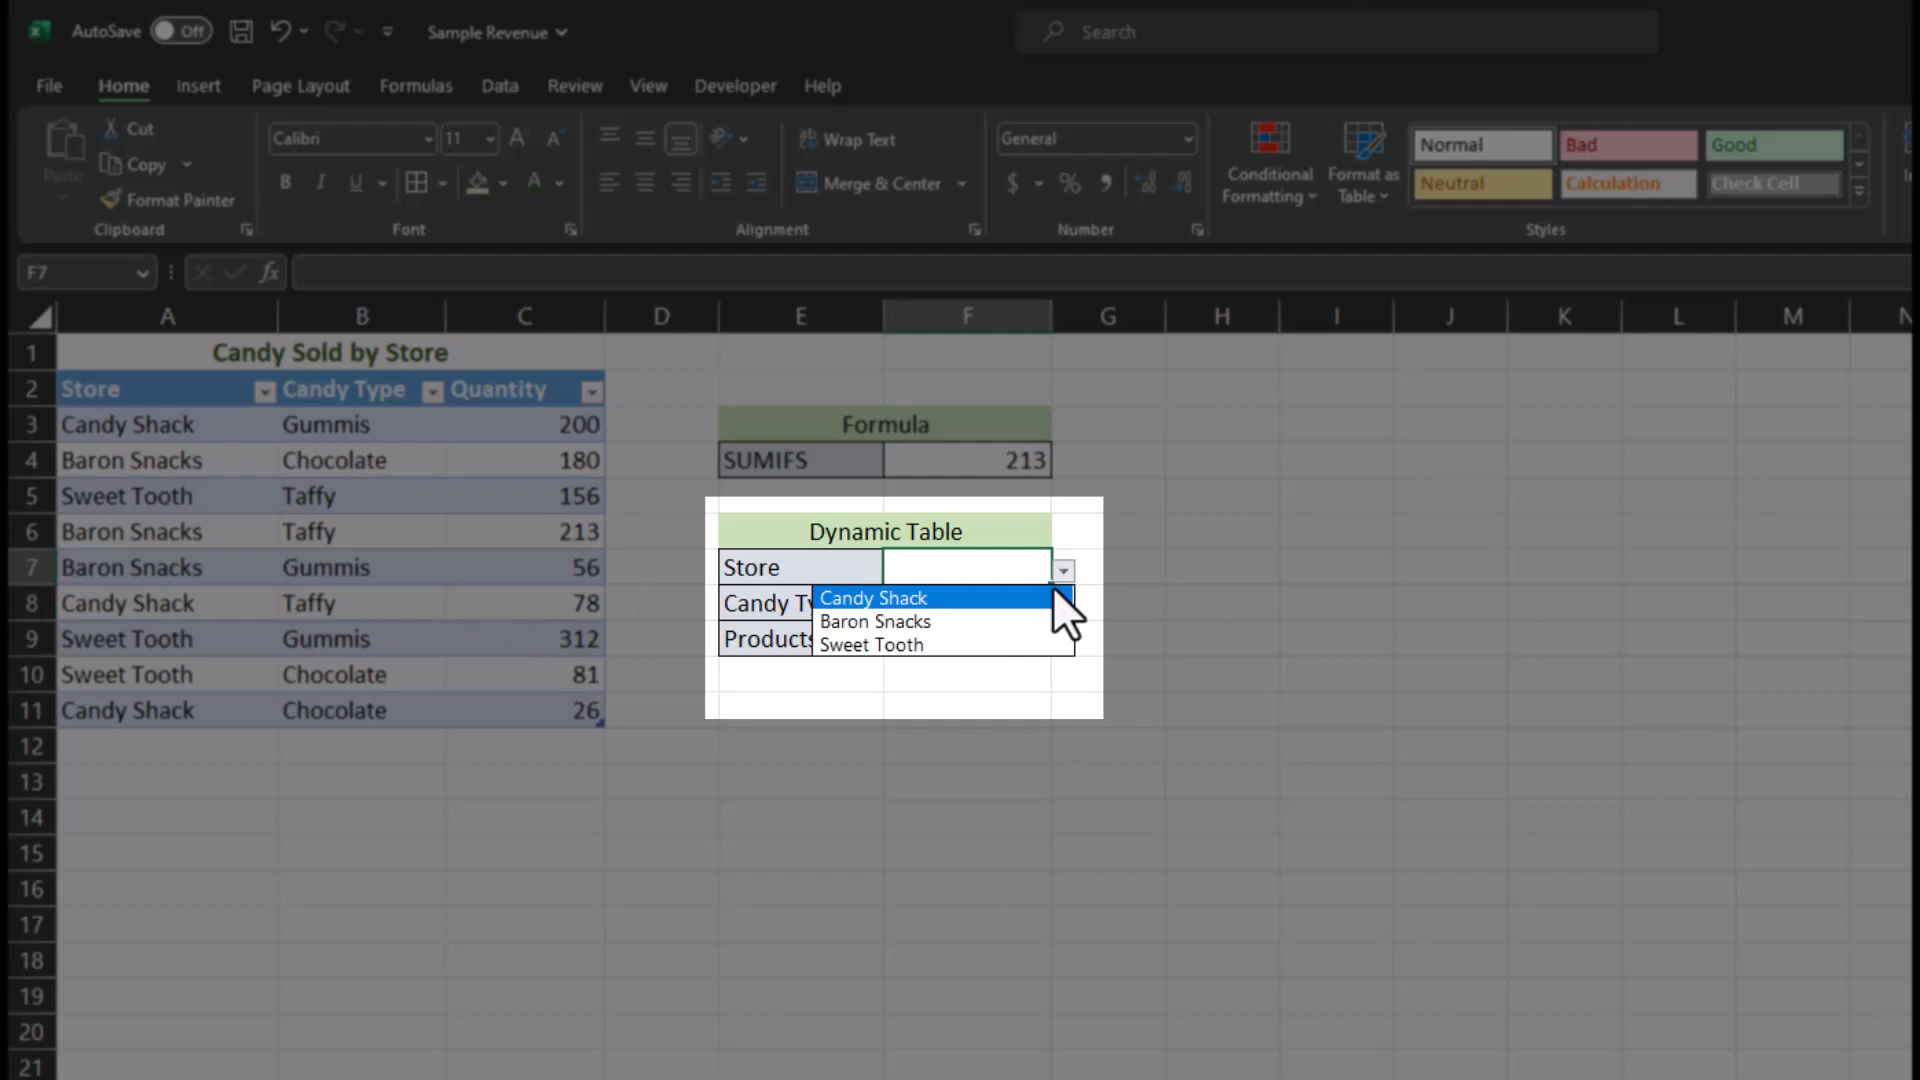 AutoSave Off Sample Revenue Search
File Home Insert Page Layout Formulas Data Review View Developer Help
Paste Cut Calibri 11 A A Wrap Text General Conditional Formatting Format as Table Normal Bad Good
Copy B I U A Merge & Center $ % 9 Neutral Calculation Check Cell
Format Painter
Clipboard Font Alignment Number Styles
F7 fx
A B C D E F G H I J K L M N
1 Candy Sold by Store
2 Store Candy Type Quantity
3 Candy Shack Gummis 200 Formula
4 Baron Snacks Chocolate 180 SUMIFS 213
5 Sweet Tooth Taffy 156
6 Baron Snacks Taffy 213 Dynamic Table
7 Baron Snacks Gummis 56 Store
8 Candy Shack Taffy 78 Candy Ty Candy Shack
Baron Snacks
9 Sweet Tooth Gummis 312 Products Sweet Tooth
10 Sweet Tooth Chocolate 81
11 Candy Shack Chocolate 26
12
13
14
15
16
17
18
19
20
21